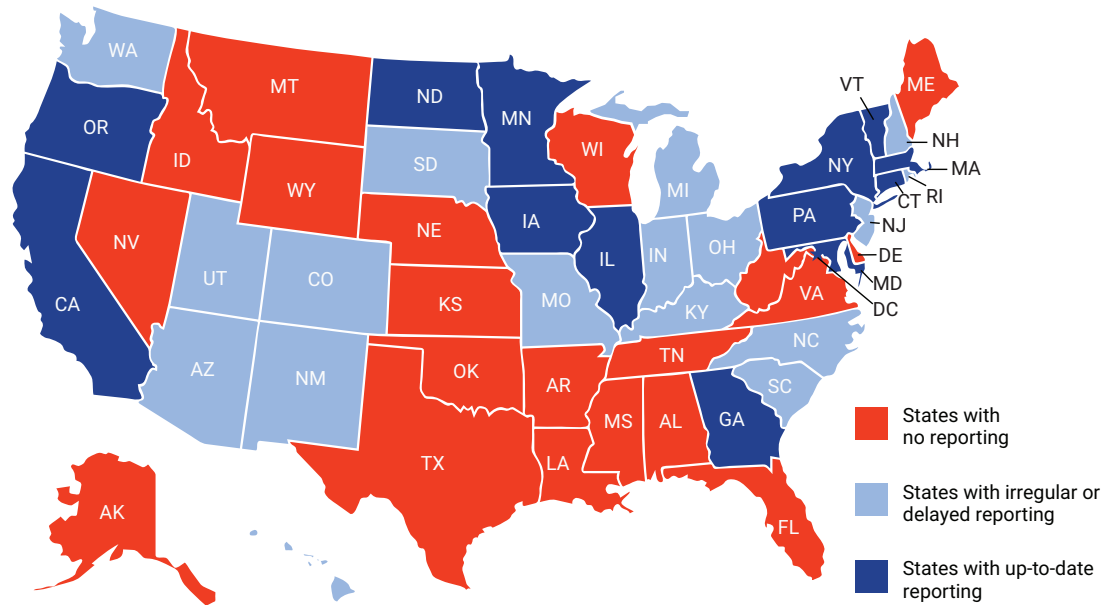 WA
MT
ND
MN
ME
VT
OR
ID
SD
WI
MI
NY
NH
MA
WY
IA
PA
CT
RI
NV
NE
IL
IN
OH
NJ
DE
CA
UT
CO
KS
MO
KY
VA
MD
DC
AZ
NM
OK
AR
TN
NC
SC
TX
LA
MS
AL
GA
FL
AK
States with
no reporting
States with irregular or
delayed reporting
States with up-to-date
reporting